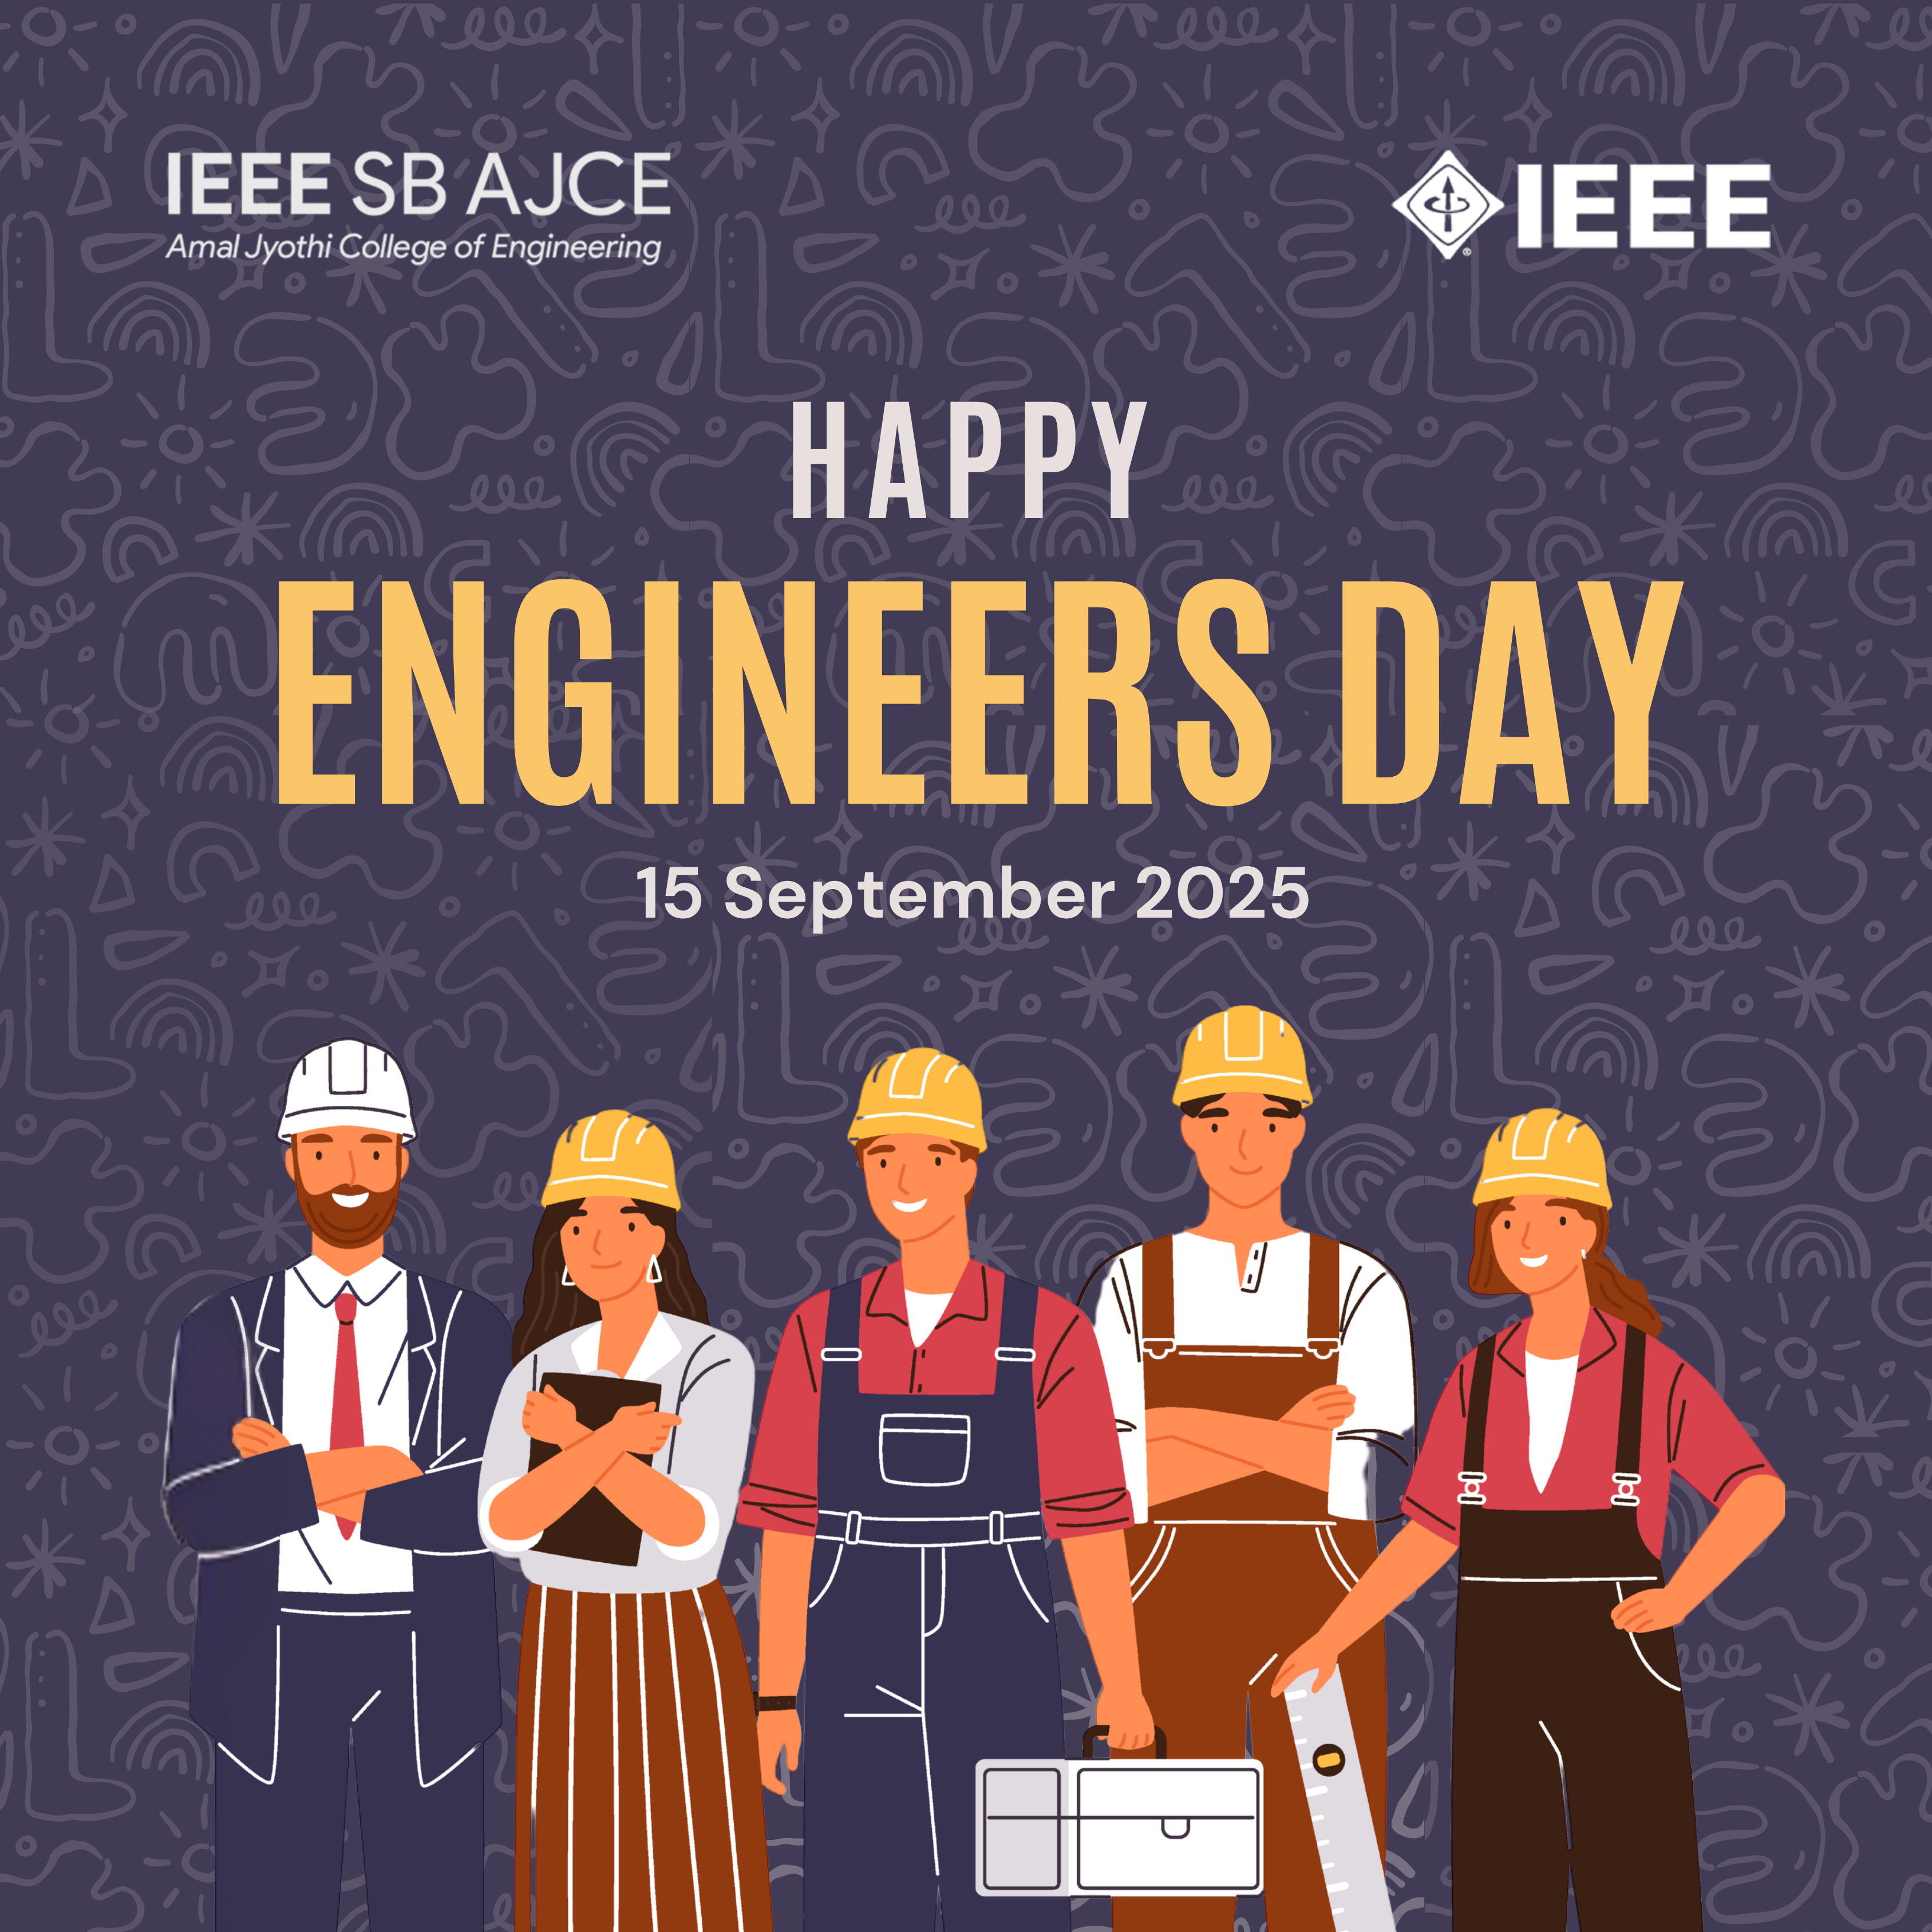 IEEE SB AJCE
Amal Jyothi College of Engineering
IEEE
HAPPY
ENGINEERS DAY
15 September 2025